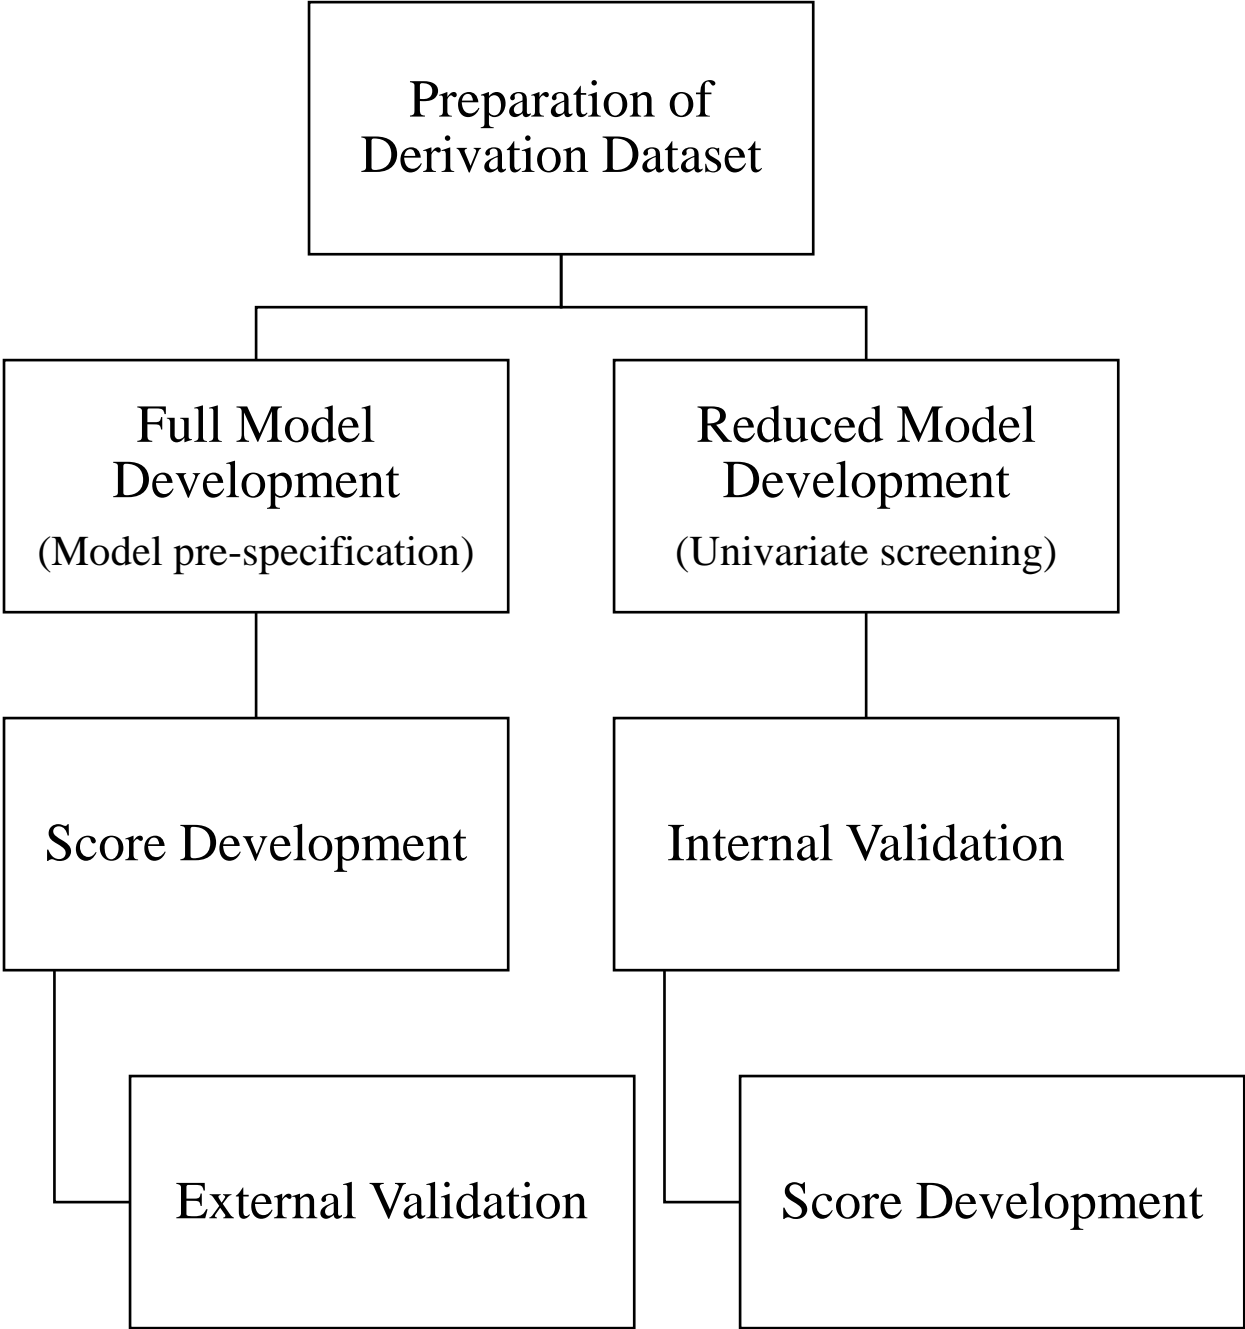 Preparation of
Derivation Dataset
Full Model
Development
(Model pre-specification)
Reduced Model
Development
(Univariate screening)
Score Development
Internal Validation
External Validation
Score Development